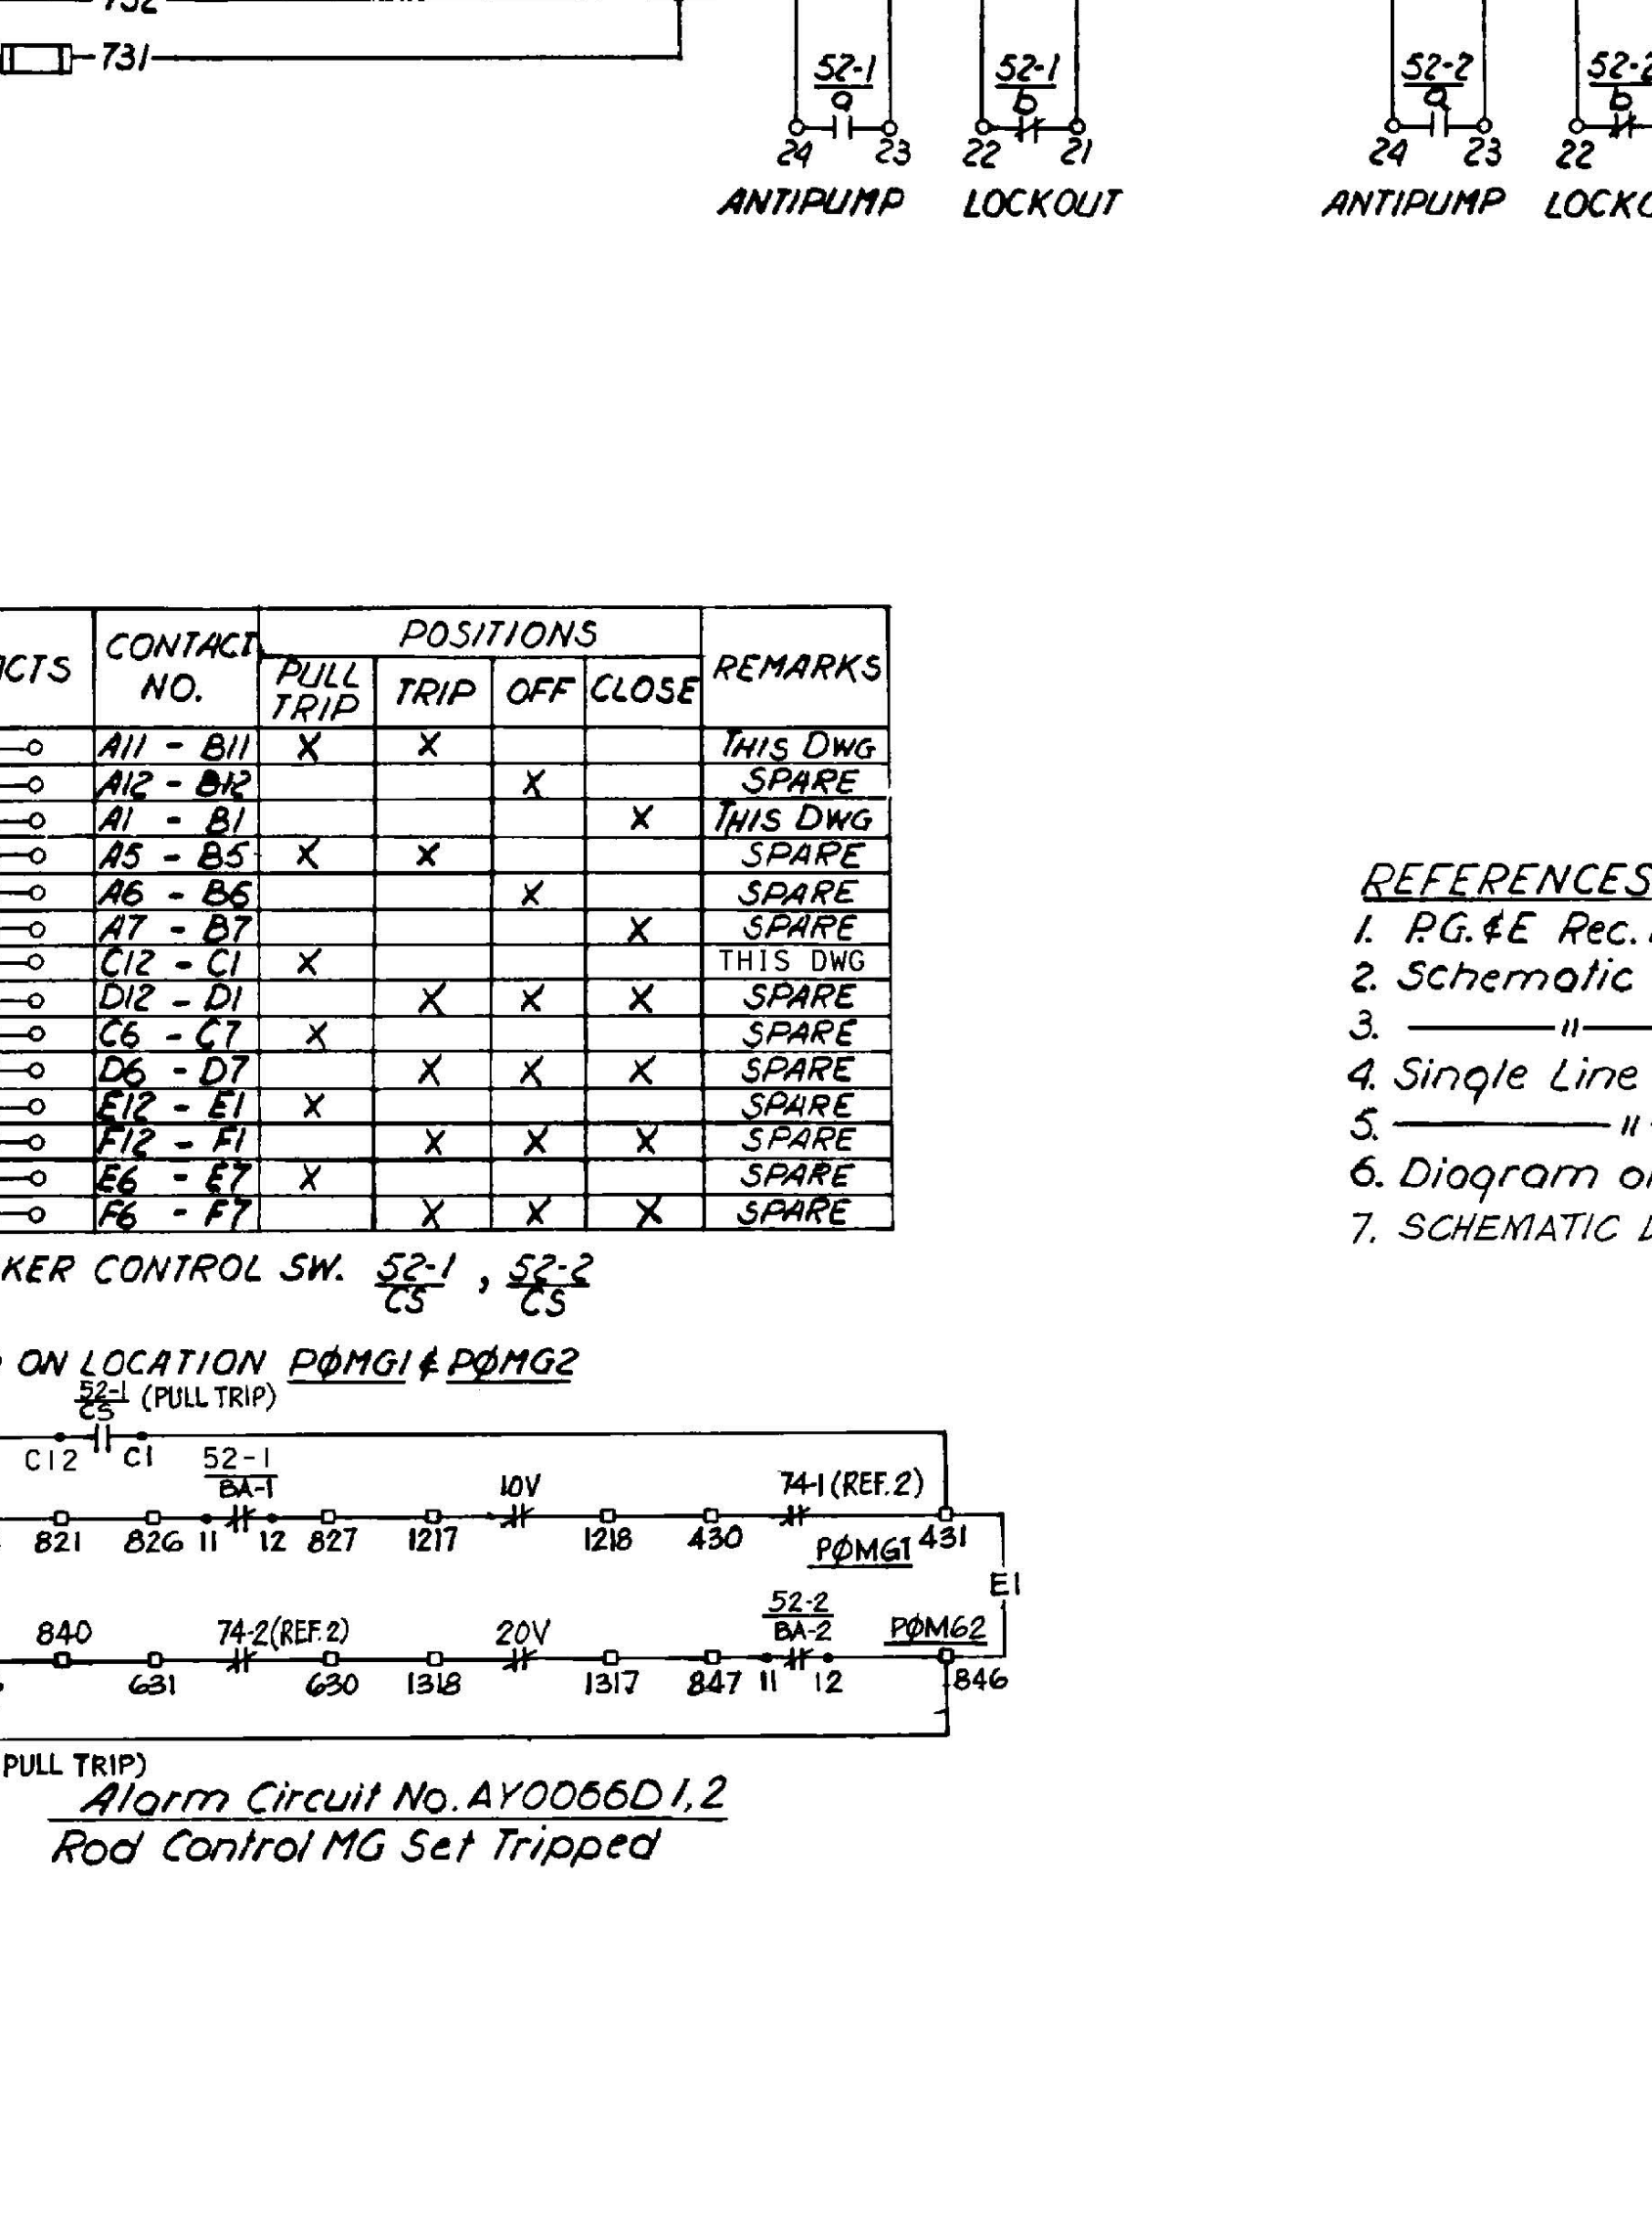 732
731
52-1 52-1 52-2 52-2
a b a b
24 23 22 21 24 23 22
ANTIPUMP LOCKOUT ANTIPUMP
CONTACT NO. POSITIONS REMARKS
PULL TRIP TRIP OFF CLOSE
A11 - B11 X X THIS DWG
A12 - B12 X SPARE
A1 - B1 X THIS DWG
A5 - B5 X X SPARE
A6 - B6 X SPARE
A7 - B7 X SPARE
C12 - C1 X THIS DWG
D12 - D1 X X X SPARE
C6 - C7 X SPARE
D6 - D7 X X X SPARE
E12 - E1 X SPARE
F12 - F1 X X X SPARE
E6 - E7 X SPARE
F6 - F7 X X X SPARE
KER CONTROL SW. 52-1/CS , 52-2/CS
ON LOCATION PØMG1 & PØMG2
52-1/CS (PULL TRIP)
C12 C1 52-1/BA-1 10V 74-1 (REF. 2)
821 826 11 12 827 1217 1218 430 PØMG1 431
E1
840 74-2 (REF. 2) 20V 52-2/BA-2 PØMG2
631 630 1318 1317 847 11 12 846
PULL TRIP)
Alarm Circuit No. AY0066D1,2
Rod Control MG Set Tripped
REFERENCES
1. P.G.&E Rec.
2. Schematic
3. ——— " ———
4. Single Line
5. ——— "
6. Diagram
7. SCHEMATIC